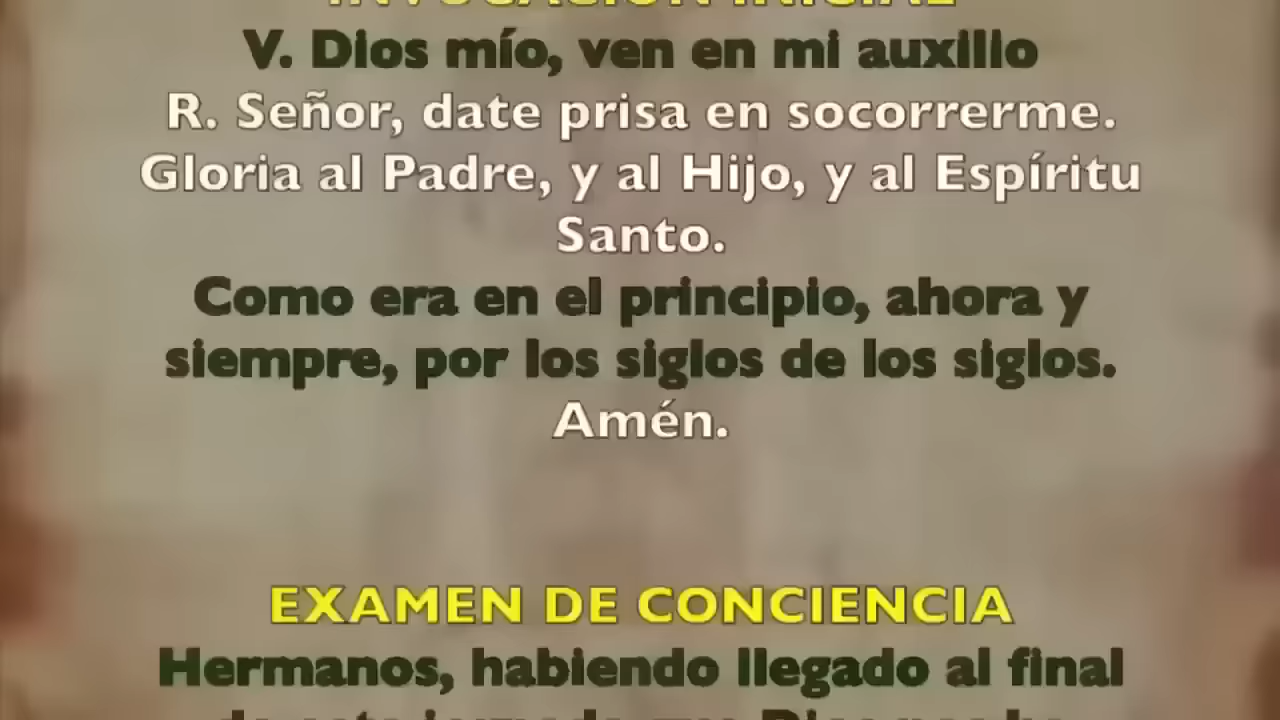 INVOCACIÓN INICIAL
V. Dios mío, ven en mi auxilio
R. Señor, date prisa en socorrerme.
Gloria al Padre, y al Hijo, y al Espíritu
Santo.
Como era en el principio, ahora y
siempre, por los siglos de los siglos.
Amén.
EXAMEN DE CONCIENCIA
Hermanos, habiendo llegado al final